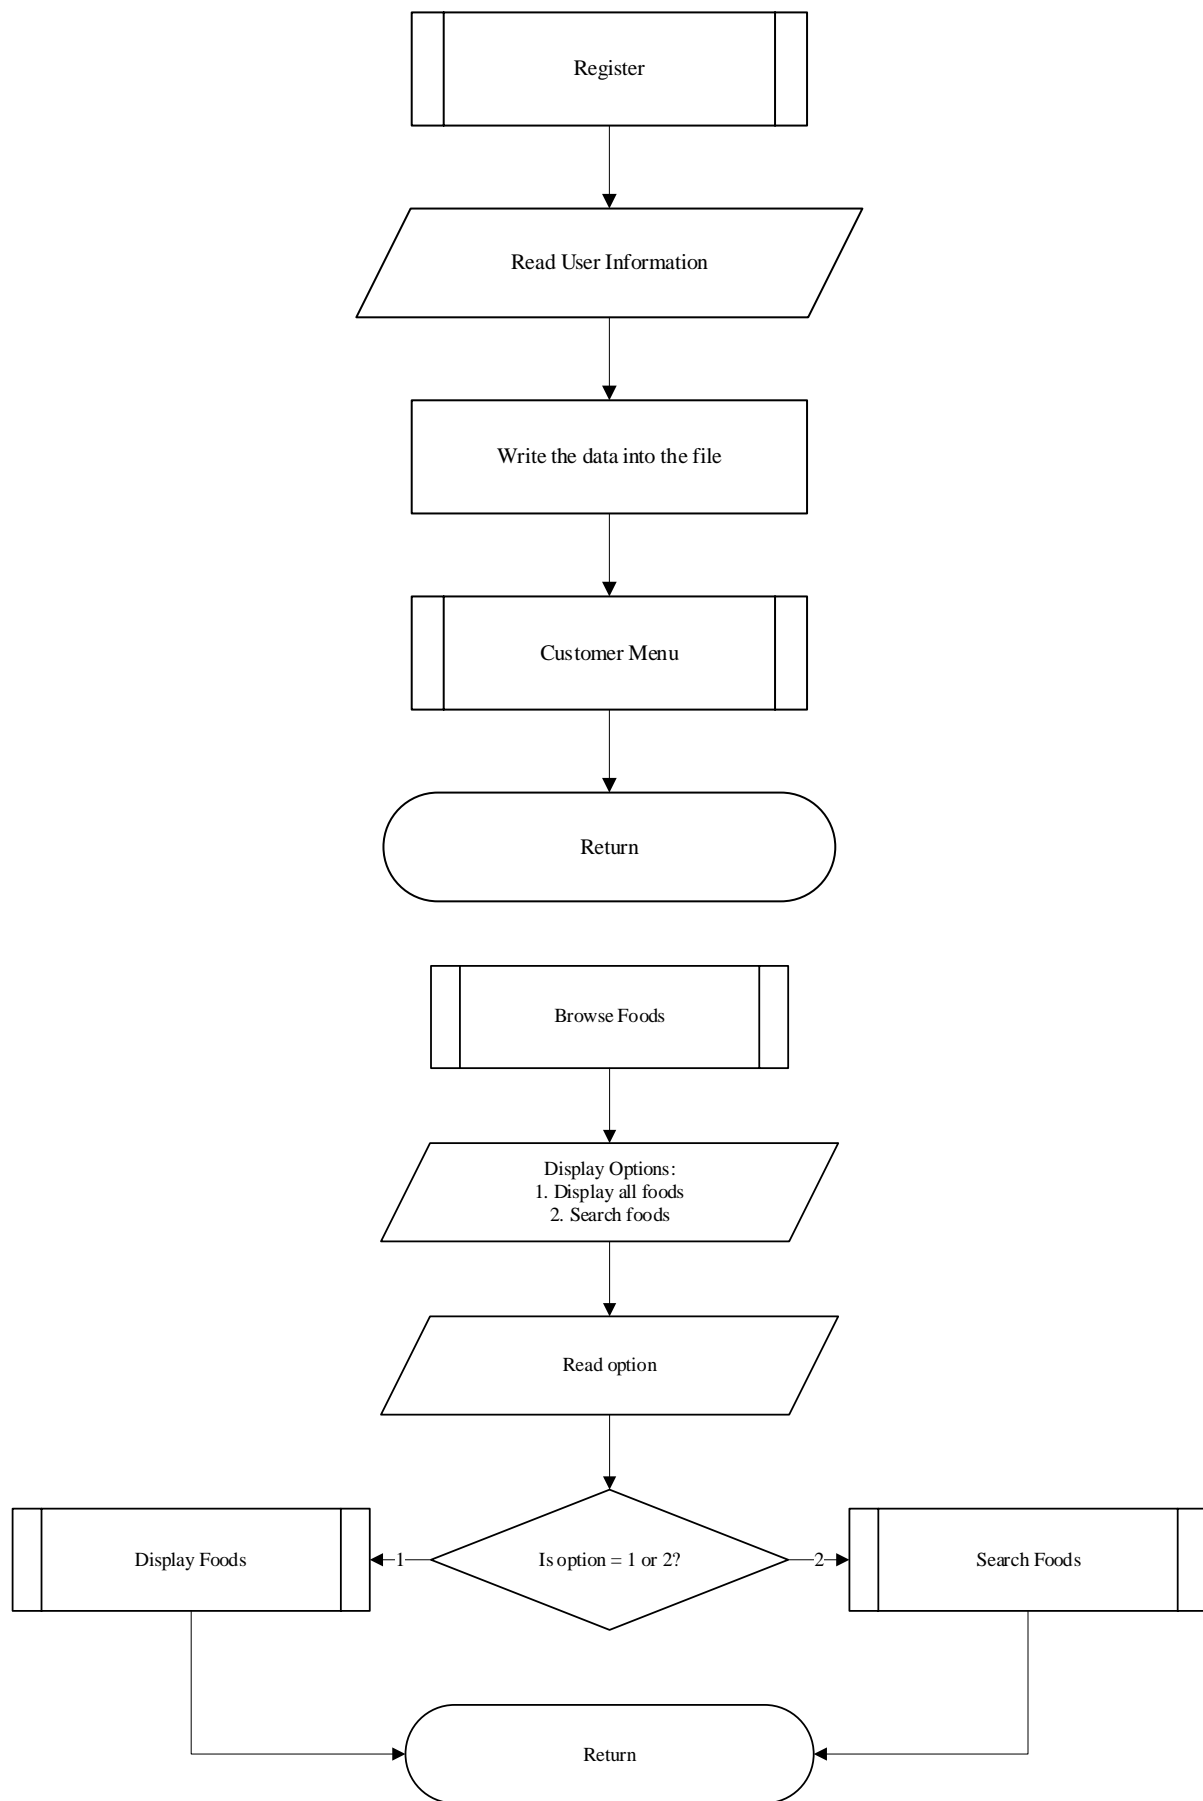 Register
Read User Information
Write the data into the file
Customer Menu
Return
Browse Foods
Display Options:
1. Display all foods
2. Search foods
Read option
Display Foods
1
Is option = 1 or 2?
2
Search Foods
Return